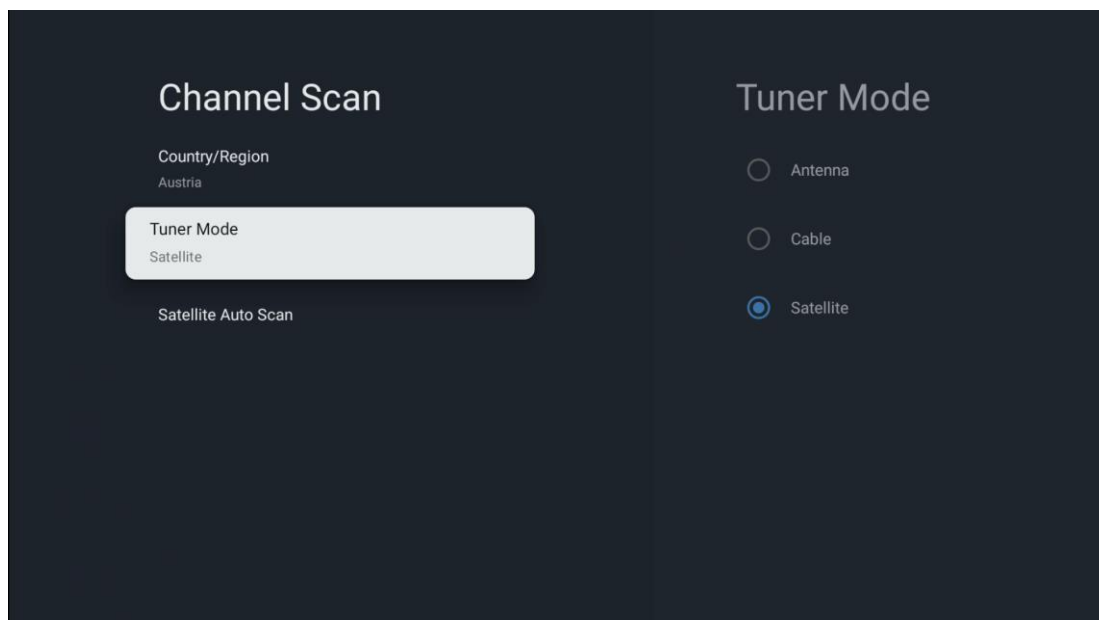 Channel Scan
Country/Region
Austria
Tuner Mode
Satellite
Satellite Auto Scan
Tuner Mode
Antenna
Cable
Satellite